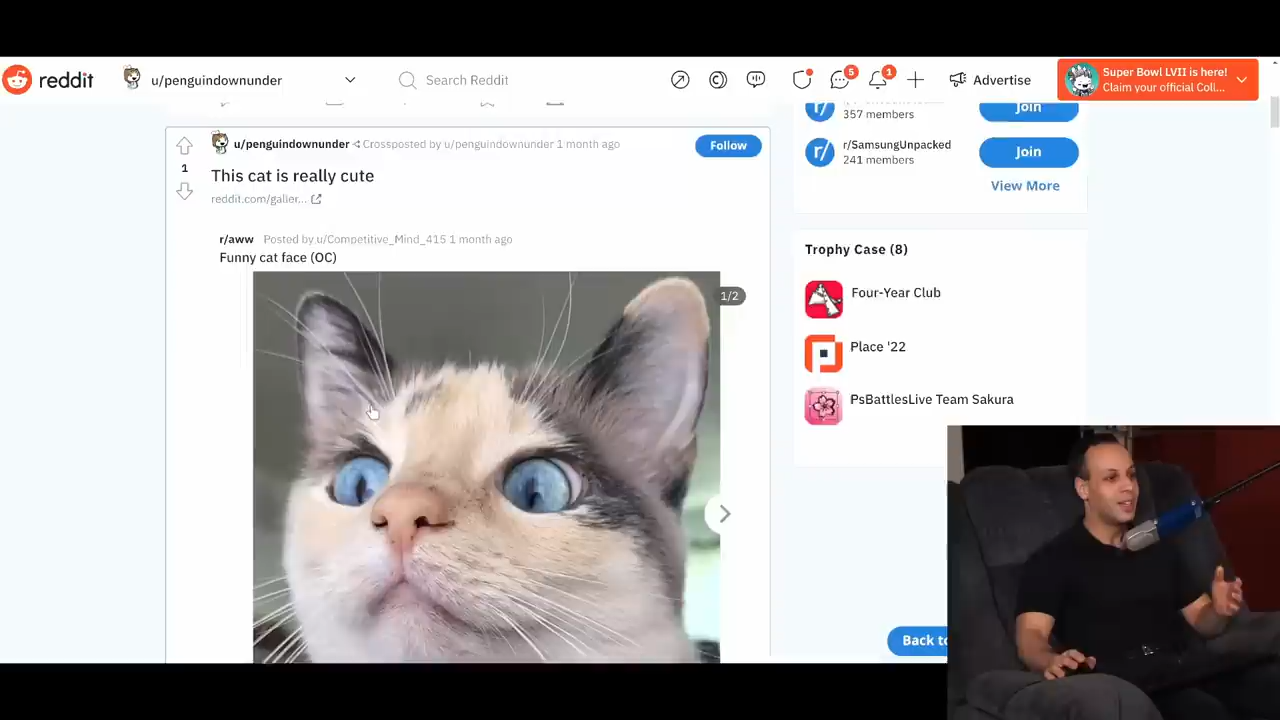 reddit
u/penguindownunder
Search Reddit
5
1
Advertise
Super Bowl LVII is here!
Claim your official Coll...
u/penguindownunder Crossposted by u/penguindownunder 1 month ago
Follow
1
This cat is really cute
reddit.com/galler...
r/aww Posted by u/Competitive_Mind_415 1 month ago
Funny cat face (OC)
1/2
357 members
Join
r/SamsungUnpacked
241 members
Join
View More
Trophy Case (8)
Four-Year Club
Place '22
PsBattlesLive Team Sakura
Back to